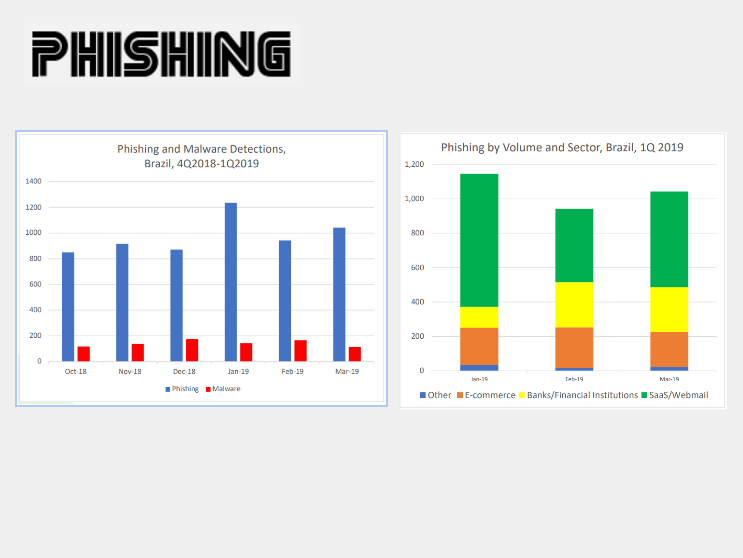 PHISHING
Phishing and Malware Detections,
Brazil, 4Q2018-1Q2019
1400
1200
1000
800
600
400
200
0
Oct-18 Nov-18 Dec-18 Jan-19 Feb-19 Mar-19
Phishing Malware
Phishing by Volume and Sector, Brazil, 1Q 2019
1,200
1,000
800
600
400
200
0
Jan-19 Feb-19 Mar-19
Other E-commerce Banks/Financial Institutions SaaS/Webmail